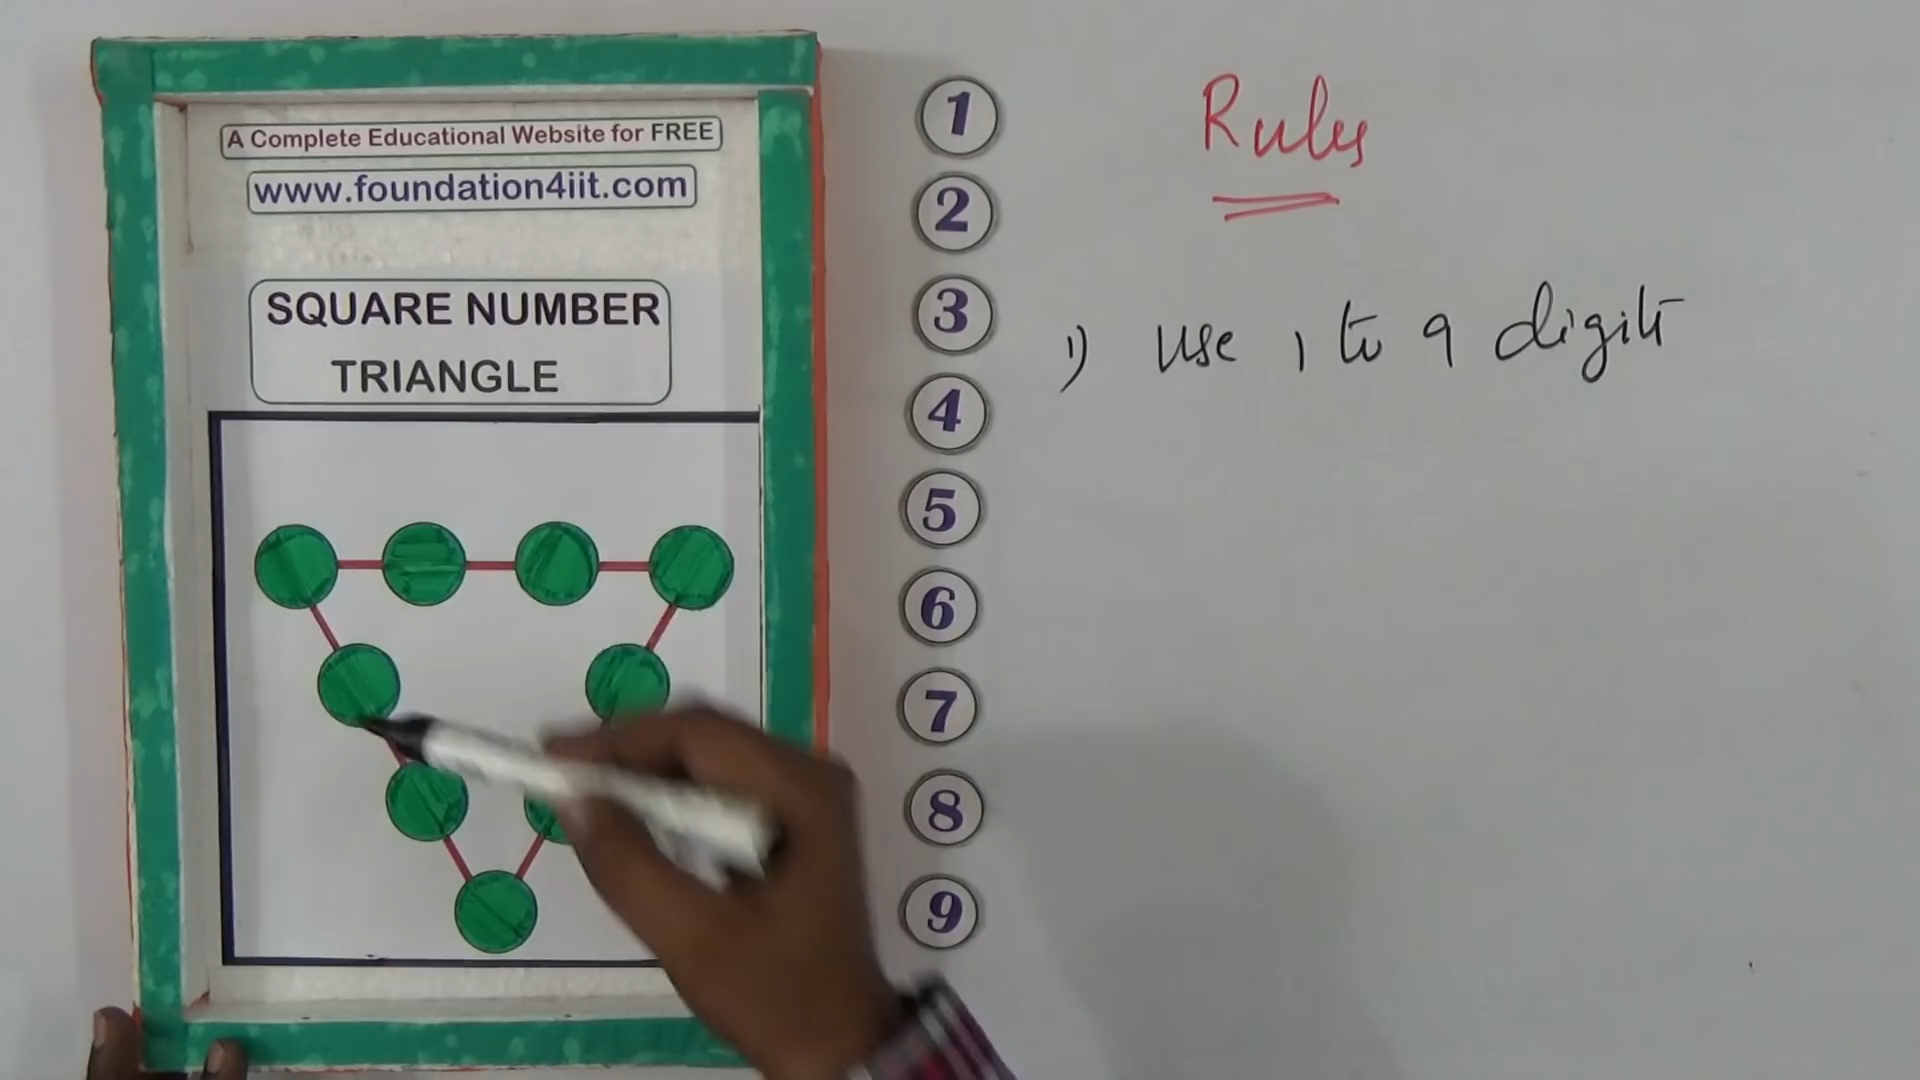 A Complete Educational Website for FREE
www.foundation4iit.com
SQUARE NUMBER
TRIANGLE
1
2
3
4
5
6
7
8
9
Rules
1) use 1 to 9 digits